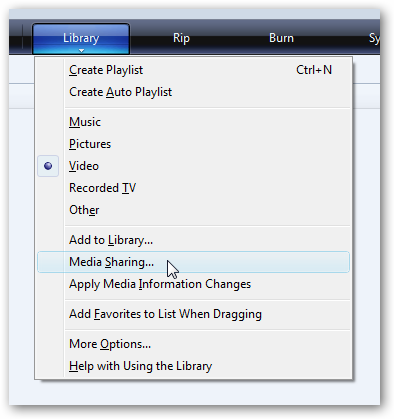 Library Rip Burn Sy
Create Playlist Ctrl+N
Create Auto Playlist
Music
Pictures
Video
Recorded TV
Other
Add to Library...
Media Sharing...
Apply Media Information Changes
Add Favorites to List When Dragging
More Options...
Help with Using the Library